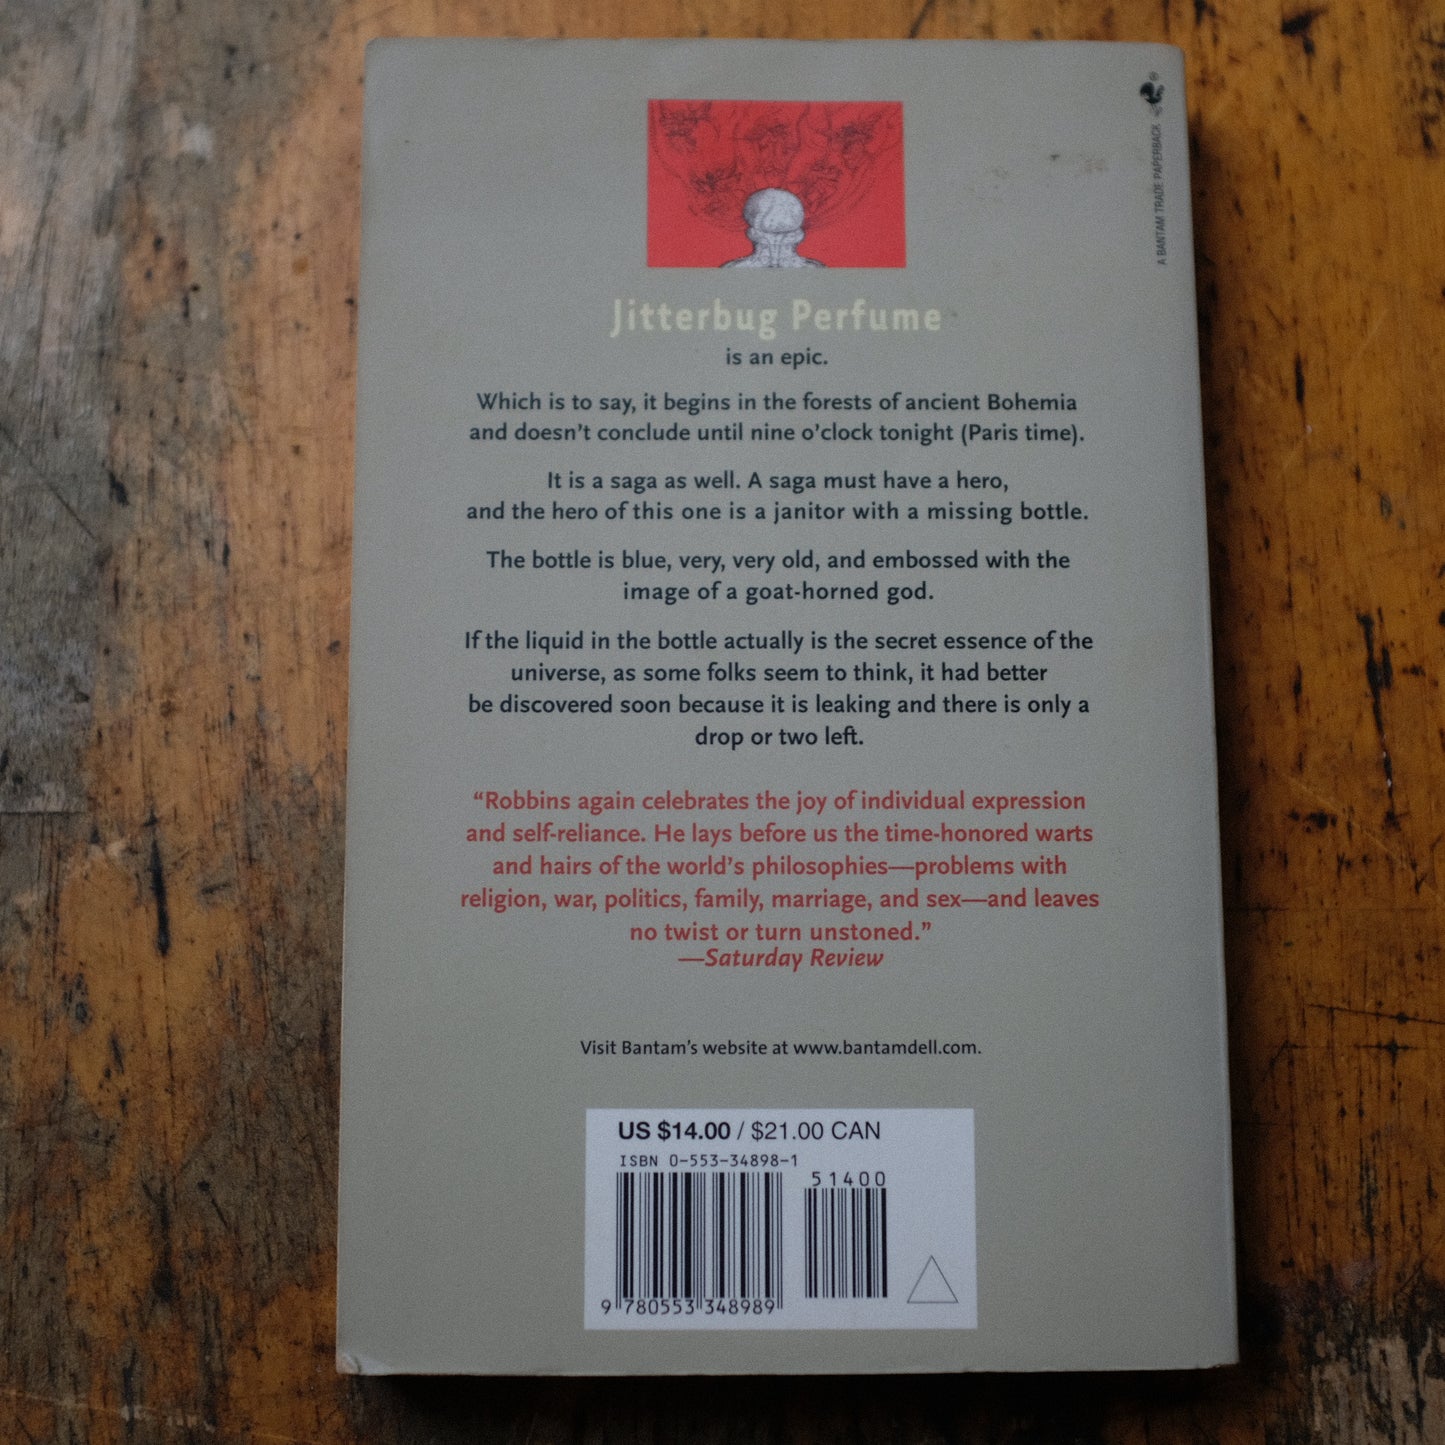 A BANTAM TRADE PAPERBACK
Jitterbug Perfume
is an epic.
Which is to say, it begins in the forests of ancient Bohemia
and doesn't conclude until nine o'clock tonight (Paris time).
It is a saga as well. A saga must have a hero,
and the hero of this one is a janitor with a missing bottle.
The bottle is blue, very, very old, and embossed with the
image of a goat-horned god.
If the liquid in the bottle actually is the secret essence of the
universe, as some folks seem to think, it had better
be discovered soon because it is leaking and there is only a
drop or two left.
“Robbins again celebrates the joy of individual expression
and self-reliance. He lays before us the time-honored warts
and hairs of the world's philosophies—problems with
religion, war, politics, family, marriage, and sex—and leaves
no twist or turn unstoned.”
—Saturday Review
Visit Bantam's website at www.bantamdell.com.
US $14.00 / $21.00 CAN
ISBN 0-553-34898-1
51400
9 780553 348989